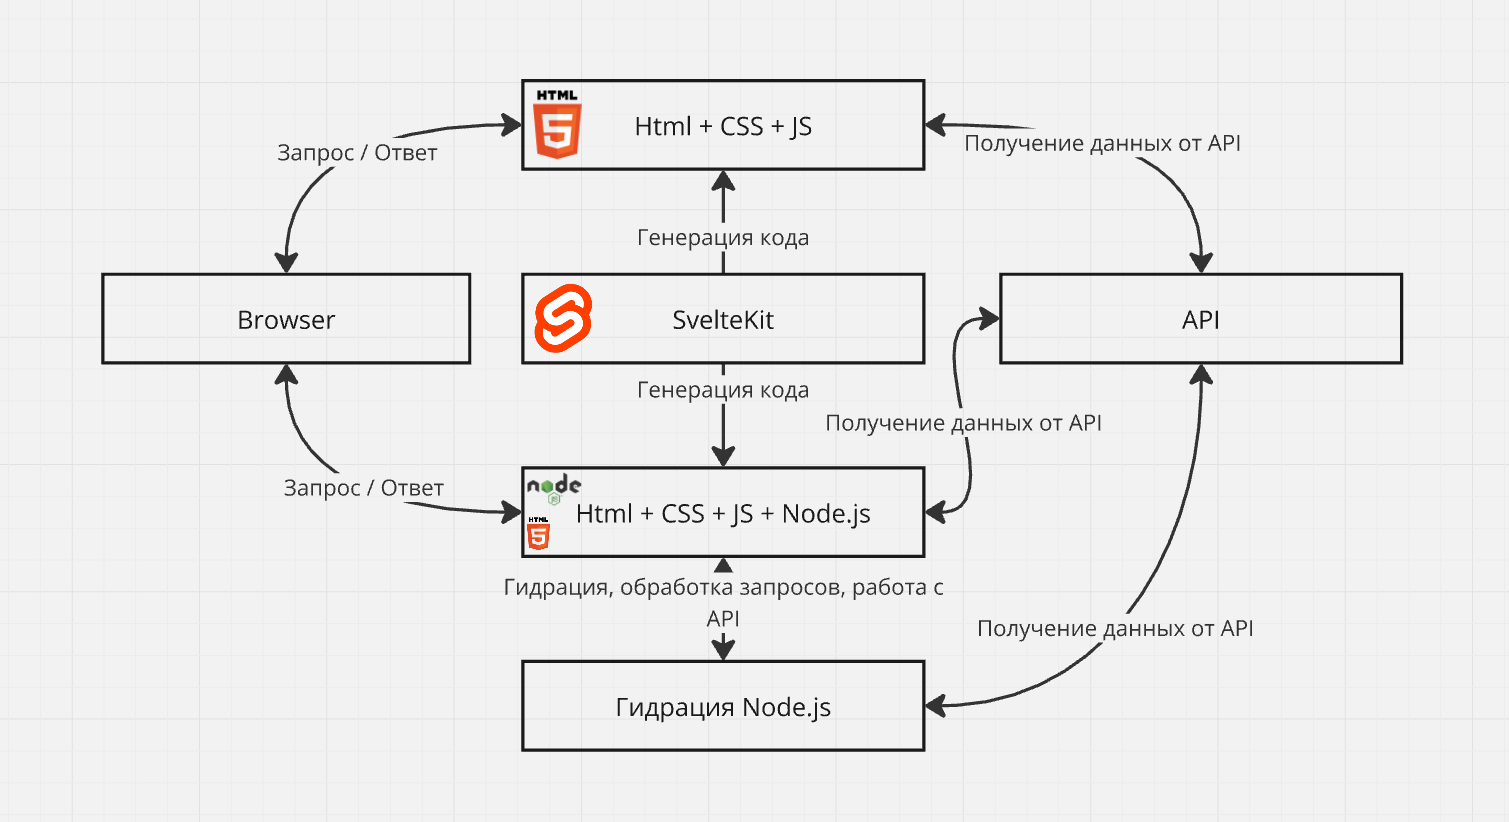 HTML
Html + CSS + JS
Запрос / Ответ
Получение данных от API
Генерация кода
Browser
SvelteKit
API
Генерация кода
Получение данных от API
node
JS
HTML
Html + CSS + JS + Node.js
Запрос / Ответ
Гидрация, обработка запросов, работа с
API
Получение данных от API
Гидрация Node.js